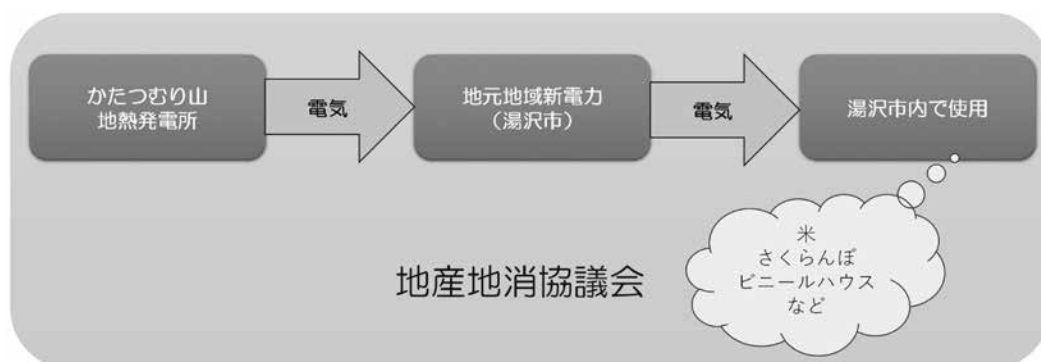 かたつむり山
地熱発電所
電気
地元地域新電力
（湯沢市）
電気
湯沢市内で使用
米
さくらんぼ
ビニールハウス
など
地産地消協議会